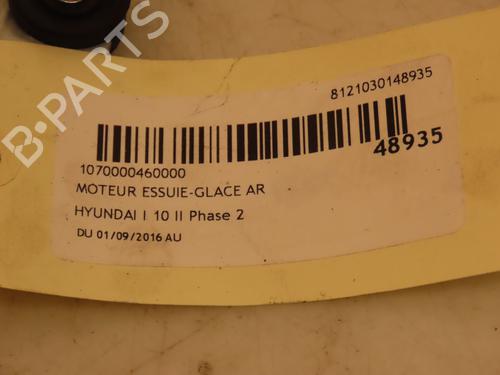 B-PARTS
8121030148935
48935
1070000460000
MOTEUR ESSUIE-GLACE AR
HYUNDAI I 10 II Phase 2
DU 01/09/2016 AU